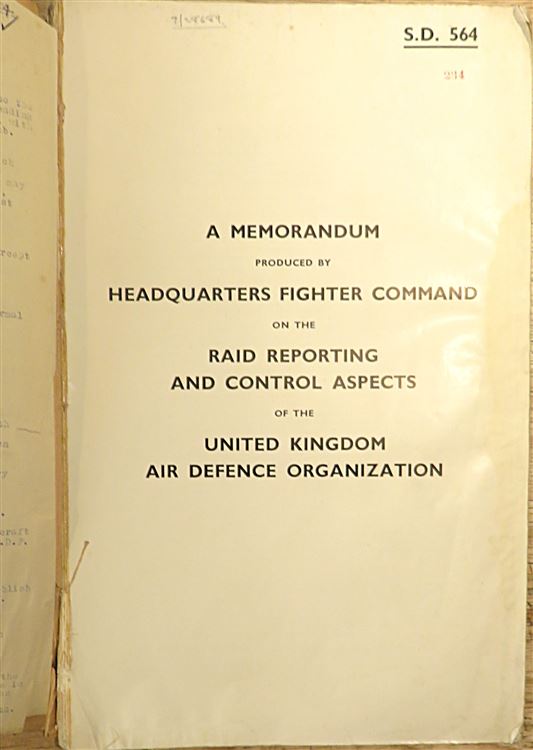 S.D. 564
234
A MEMORANDUM
PRODUCED BY
HEADQUARTERS FIGHTER COMMAND
ON THE
RAID REPORTING
AND CONTROL ASPECTS
OF THE
UNITED KINGDOM
AIR DEFENCE ORGANIZATION